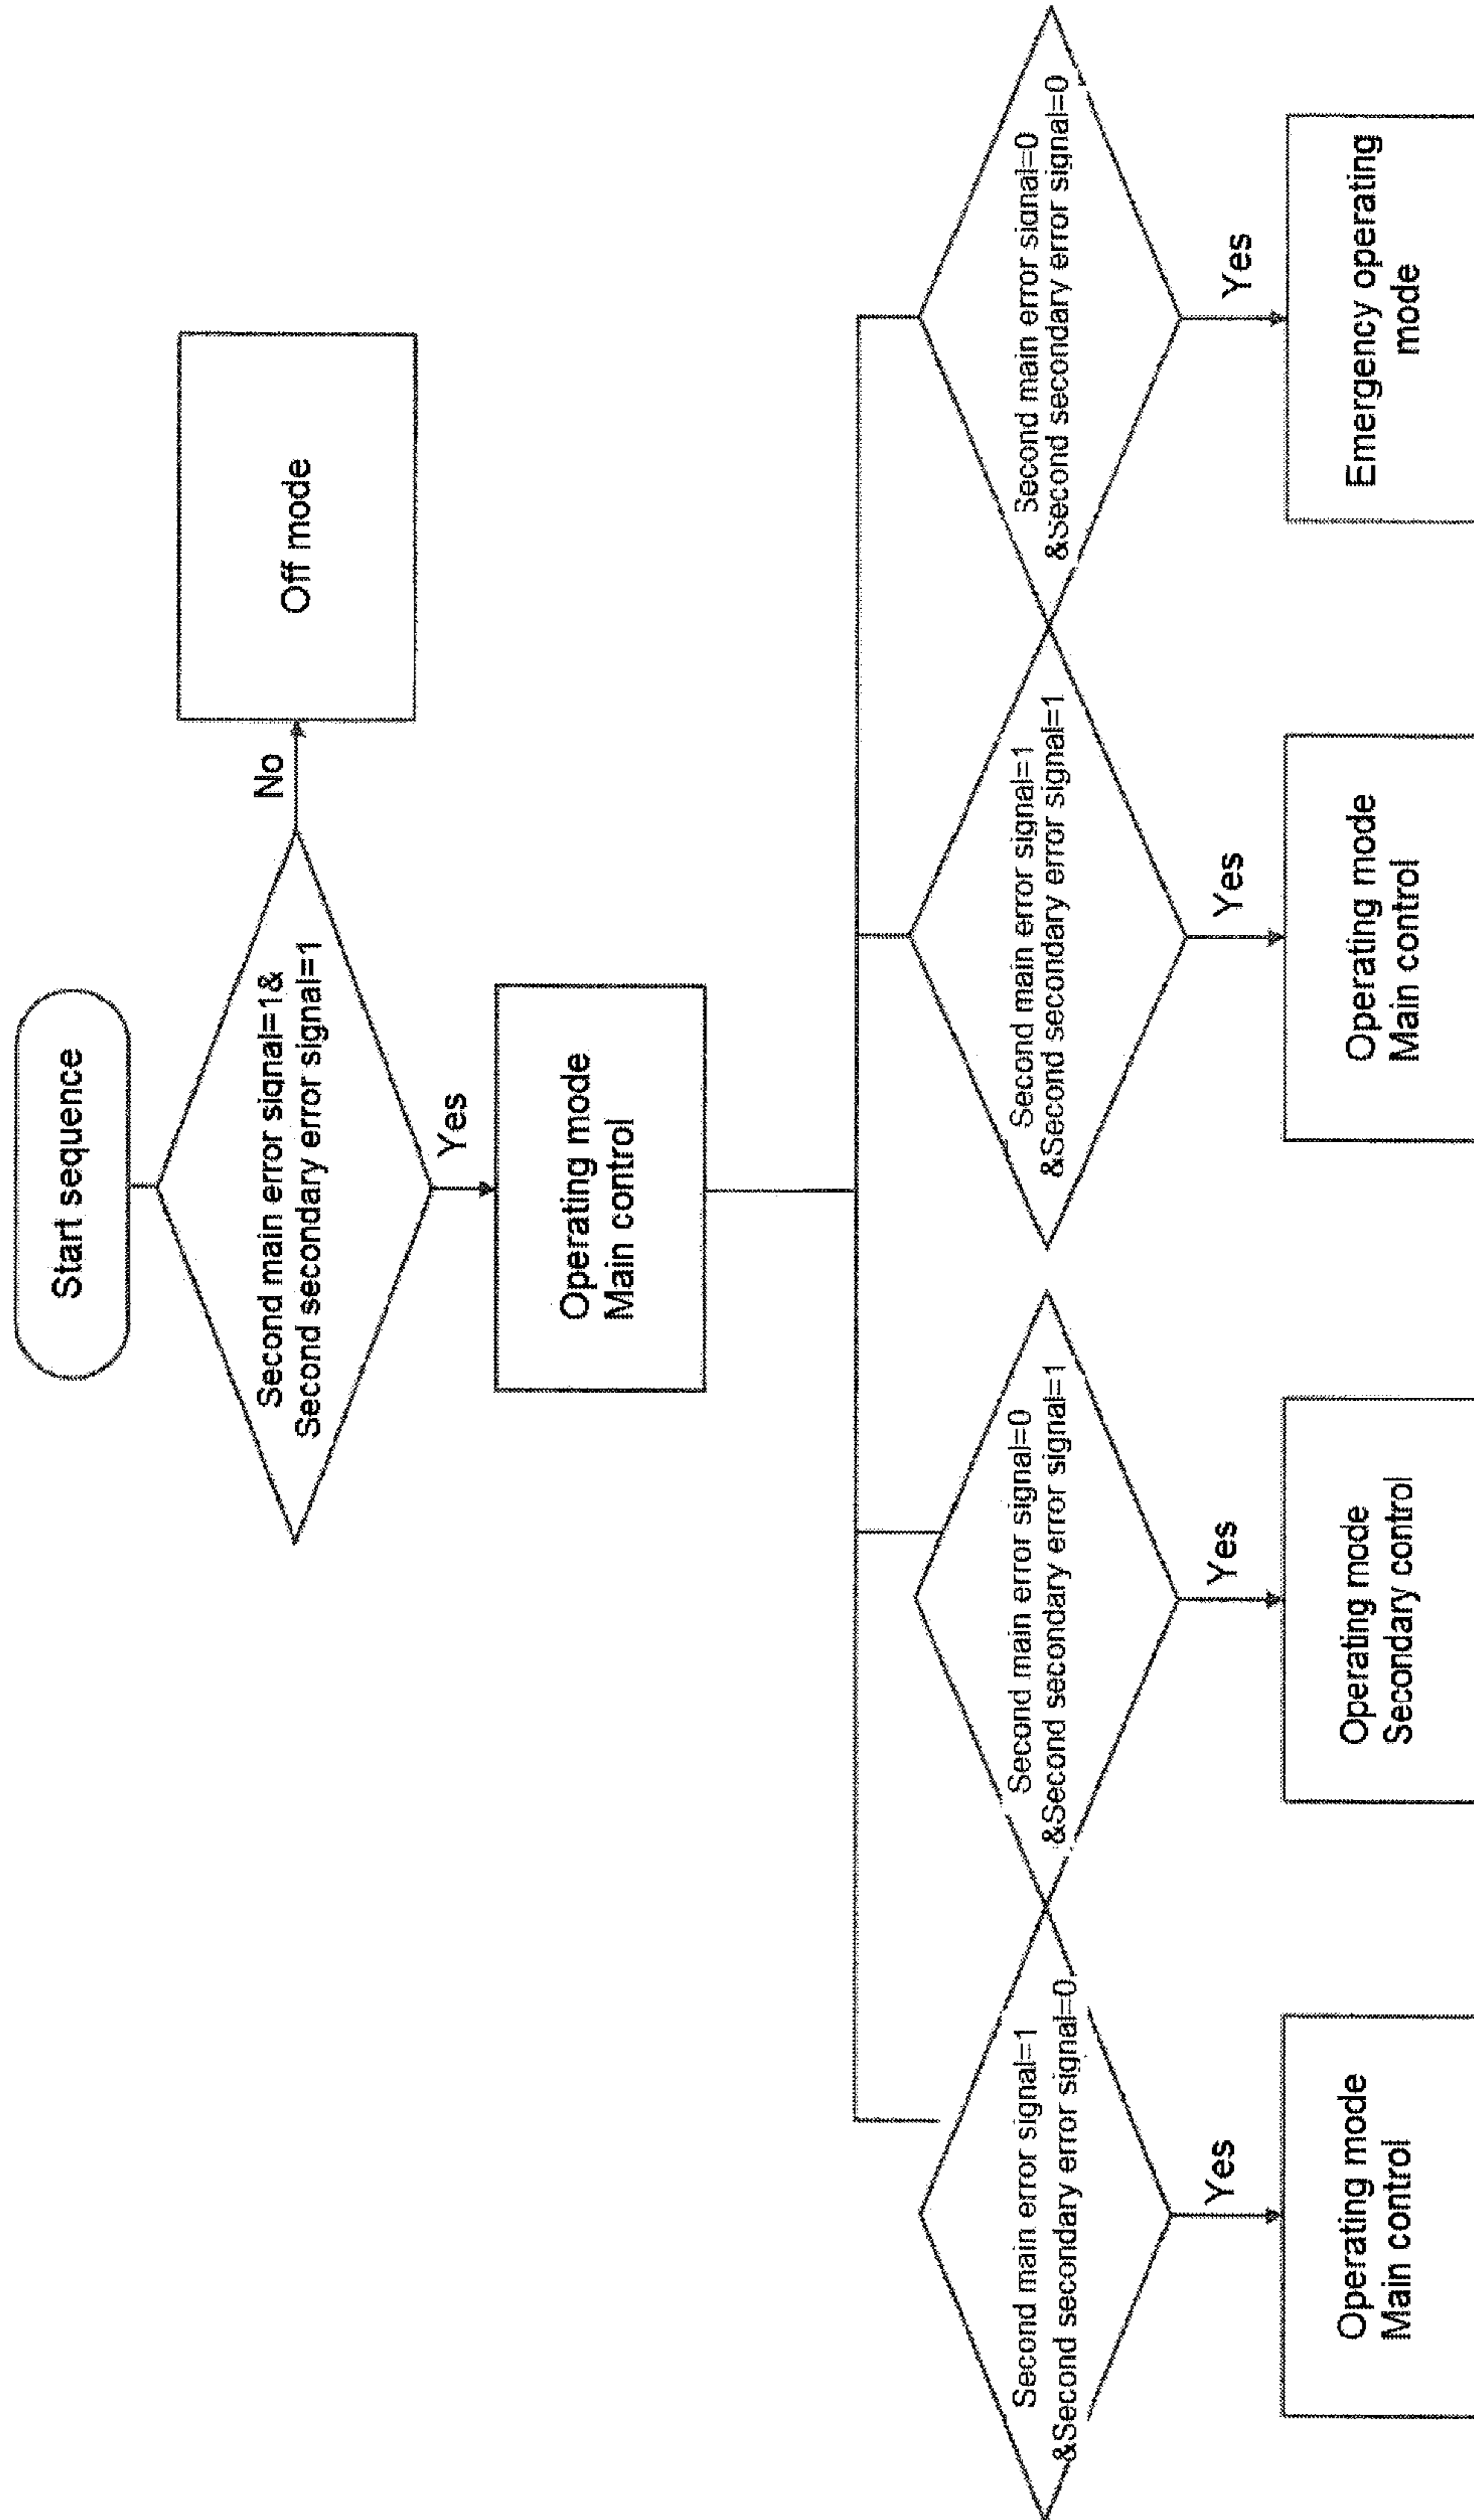 Start sequence
Second main error signal=1&
Second secondary error signal=1
No
Off mode
Yes
Operating mode
Main control
Second main error signal=1
&Second secondary error signal=0
Second main error signal=0
&Second secondary error signal=1
Second main error signal=1
&Second secondary error signal=1
Second main error signal=0
&Second secondary error signal=0
Yes
Yes
Yes
Yes
Operating mode
Main control
Operating mode
Secondary control
Operating mode
Main control
Emergency operating
mode